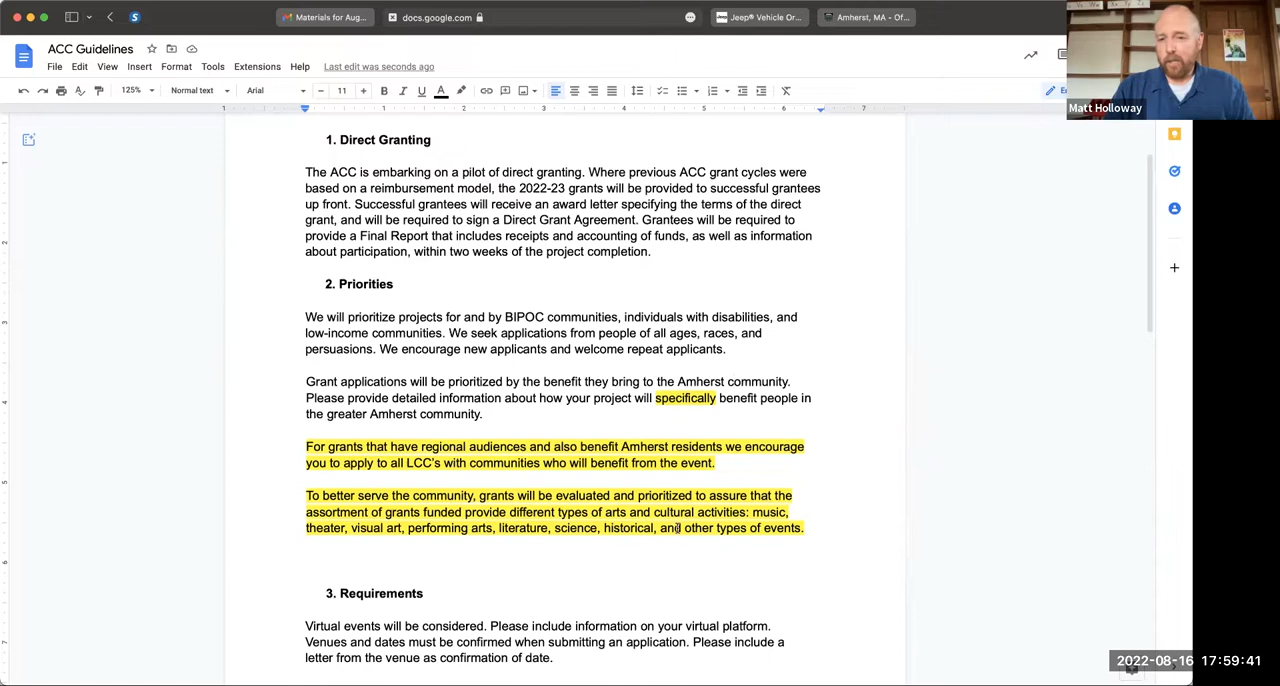 Materials for Aug...
docs.google.com
Jeep® Vehicle Or...
Amherst, MA - Of...
ACC Guidelines
File Edit View Insert Format Tools Extensions Help Last edit was seconds ago
125% Normal text Arial 11 B I U A
1 1 2 3 4 5 6 7
Matt Holloway
1. Direct Granting
The ACC is embarking on a pilot of direct granting. Where previous ACC grant cycles were
based on a reimbursement model, the 2022-23 grants will be provided to successful grantees
up front. Successful grantees will receive an award letter specifying the terms of the direct
grant, and will be required to sign a Direct Grant Agreement. Grantees will be required to
provide a Final Report that includes receipts and accounting of funds, as well as information
about participation, within two weeks of the project completion.
2. Priorities
We will prioritize projects for and by BIPOC communities, individuals with disabilities, and
low-income communities. We seek applications from people of all ages, races, and
persuasions. We encourage new applicants and welcome repeat applicants.
Grant applications will be prioritized by the benefit they bring to the Amherst community.
Please provide detailed information about how your project will specifically benefit people in
the greater Amherst community.
For grants that have regional audiences and also benefit Amherst residents we encourage
you to apply to all LCC's with communities who will benefit from the event.
To better serve the community, grants will be evaluated and prioritized to assure that the
assortment of grants funded provide different types of arts and cultural activities: music,
theater, visual art, performing arts, literature, science, historical, and other types of events.
3. Requirements
Virtual events will be considered. Please include information on your virtual platform.
Venues and dates must be confirmed when submitting an application. Please include a
letter from the venue as confirmation of date.
2022-08-16 17:59:41